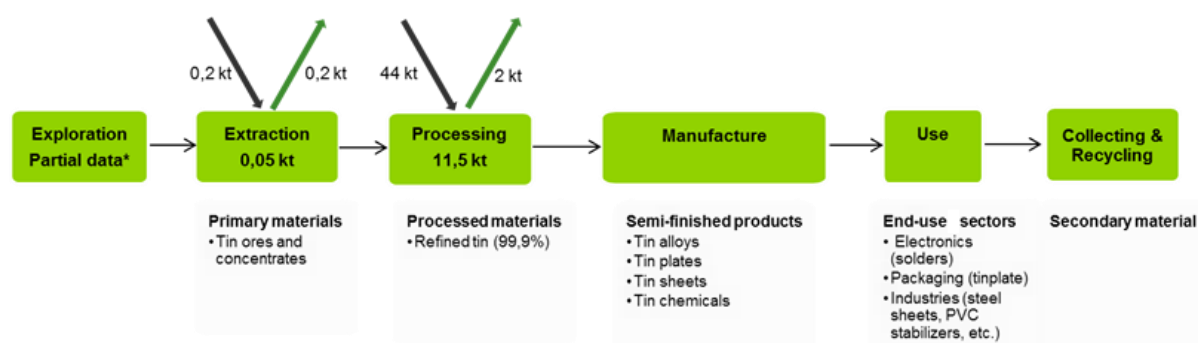 0,2 kt
0,2 kt
44 kt
2 kt
Exploration
Partial data*
Extraction
0,05 kt
Processing
11,5 kt
Manufacture
Use
Collecting &
Recycling
Primary materials
• Tin ores and
concentrates
Processed materials
• Refined tin (99,9%)
Semi-finished products
• Tin alloys
• Tin plates
• Tin sheets
• Tin chemicals
End-use sectors
• Electronics
(solders)
• Packaging (tinplate)
• Industries (steel
sheets, PVC
stabilizers, etc.)
Secondary material